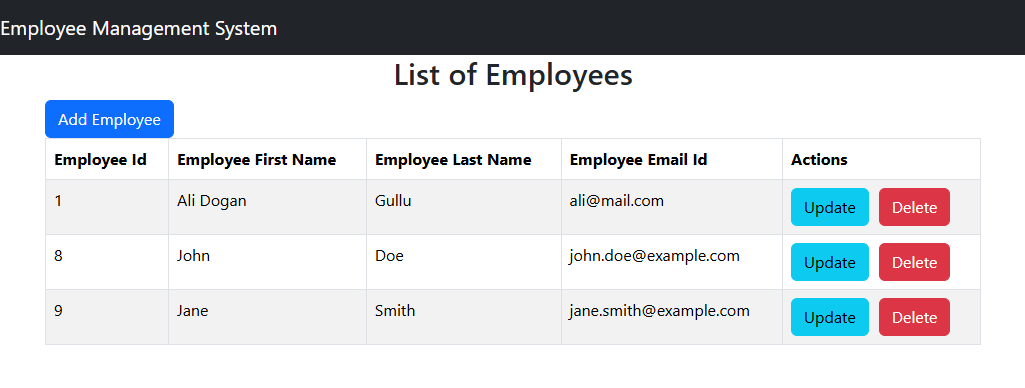 Employee Management System
List of Employees
Add Employee
Employee Id Employee First Name Employee Last Name Employee Email Id Actions
1 Ali Dogan Gullu ali@mail.com Update Delete
8 John Doe john.doe@example.com Update Delete
9 Jane Smith jane.smith@example.com Update Delete